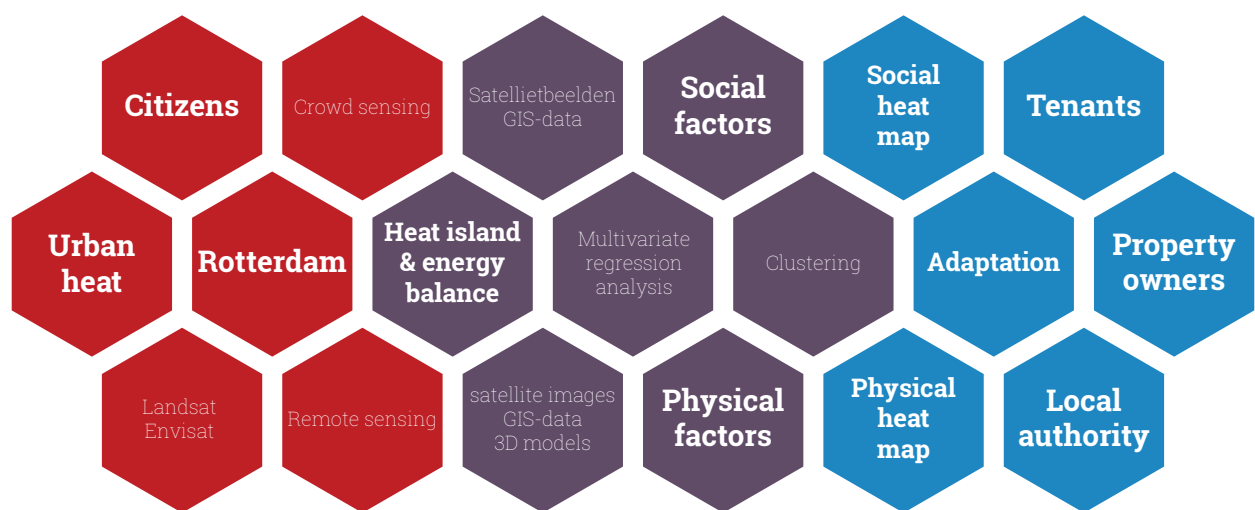 Citizens
Crowd sensing
Satellietbeelden
GIS-data
Social
factors
Social
heat
map
Tenants
Urban
heat
Rotterdam
Heat island
& energy
balance
Multivariate
regression
analysis
Clustering
Adaptation
Property
owners
Landsat
Envisat
Remote sensing
satellite images
GIS-data
3D models
Physical
factors
Physical
heat
map
Local
authority